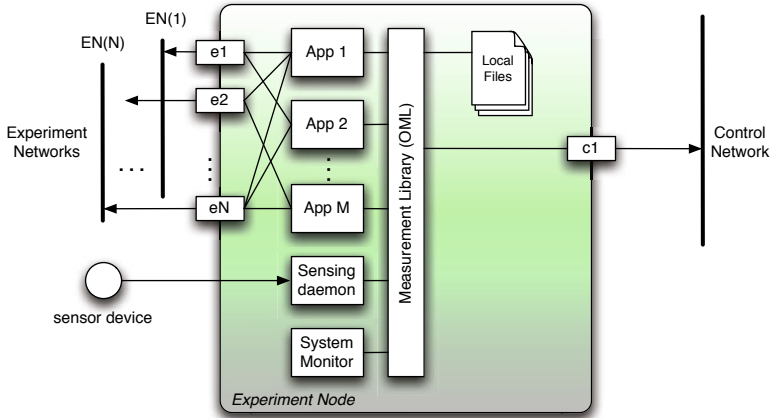 EN(1)
EN(N)
e1
App 1
Local
Files
e2
App 2
Experiment
Networks
...
...
...
Measurement Library (OML)
c1
Control
Network
eN
App M
Sensing
daemon
sensor device
System
Monitor
Experiment Node